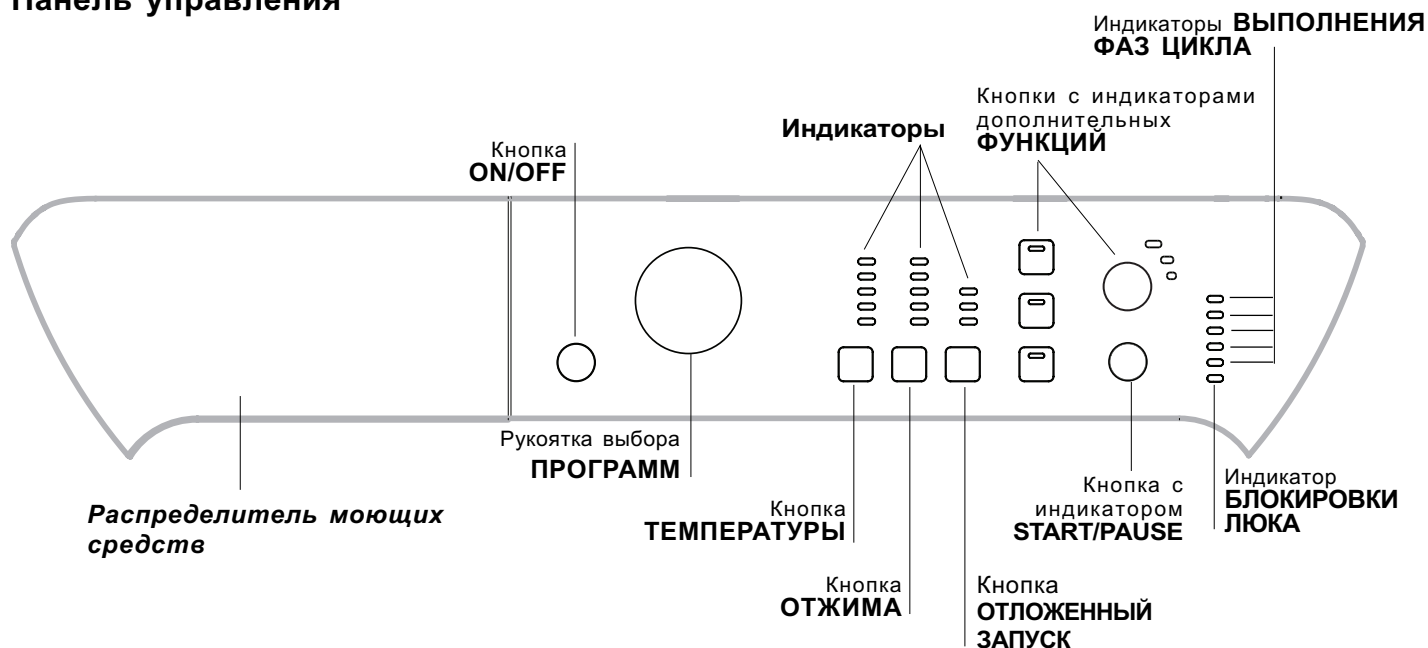 Панель управления
Индикаторы ВЫПОЛНЕНИЯ
ФАЗ ЦИКЛА
Кнопки с индикаторами
дополнительных
ФУНКЦИЙ
Индикаторы
Кнопка
ON/OFF
Рукоятка выбора
ПРОГРАММ
Распределитель моющих
средств
Кнопка
ТЕМПЕРАТУРЫ
Кнопка с
индикатором
START/PAUSE
Индикатор
БЛОКИРОВКИ
ЛЮКА
Кнопка
ОТЖИМА
Кнопка
ОТЛОЖЕННЫЙ
ЗАПУСК